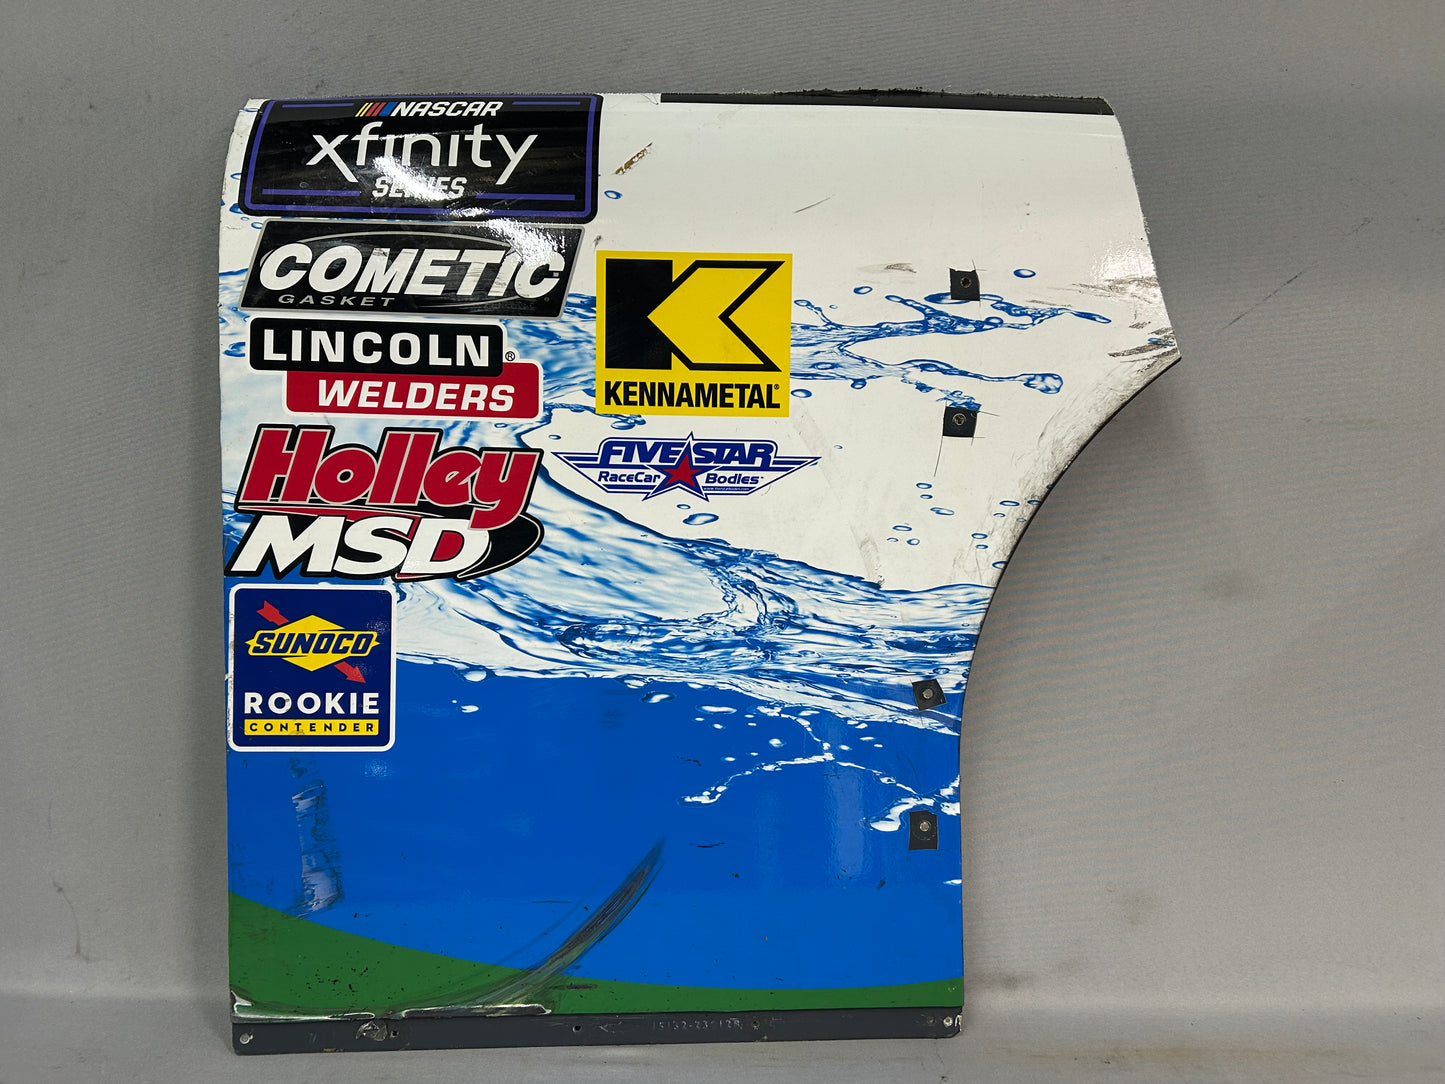 NASCAR
xfinity
SERIES
COMETIC
GASKET
LINCOLN®
WELDERS
Holley
MSD
SUNOCO
ROOKIE
CONTENDER
K
KENNAMETAL®
FIVE STAR
RaceCar Bodies